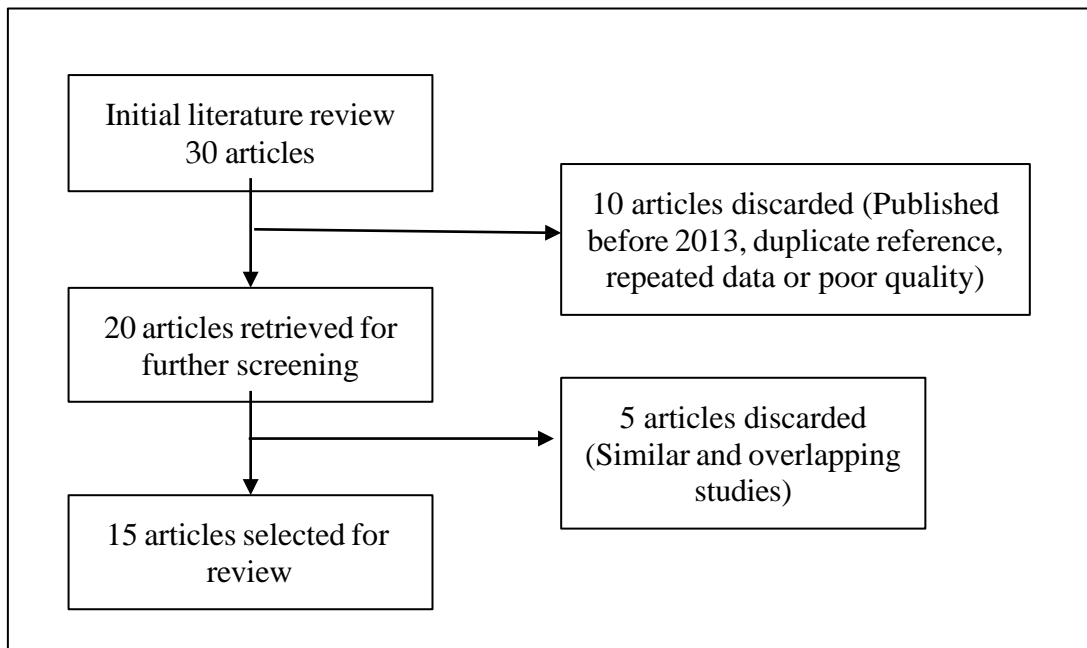 Initial literature review
30 articles
10 articles discarded (Published
before 2013, duplicate reference,
repeated data or poor quality)
20 articles retrieved for
further screening
5 articles discarded
(Similar and overlapping
studies)
15 articles selected for
review